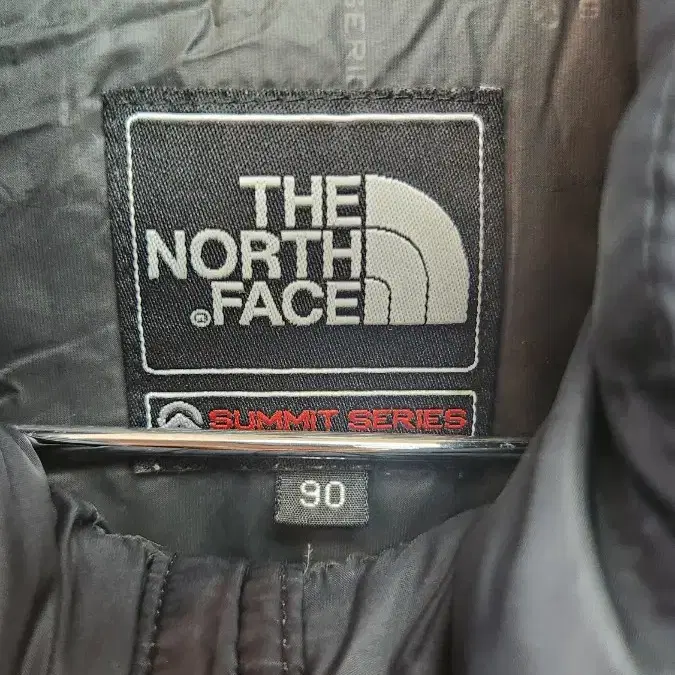 THE
NORTH
®FACE
SUMMIT SERIES
90